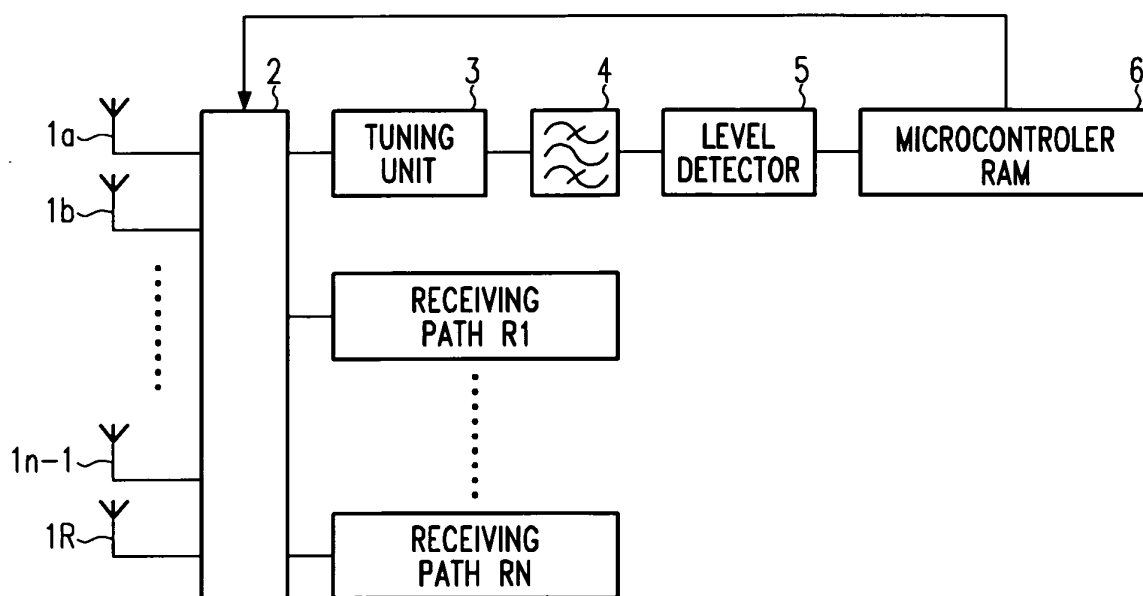 2
3
4
5
6
1a
TUNING
UNIT
LEVEL
DETECTOR
MICROCONTROLER
RAM
1b
RECEIVING
PATH R1
1n-1
1R
RECEIVING
PATH RN